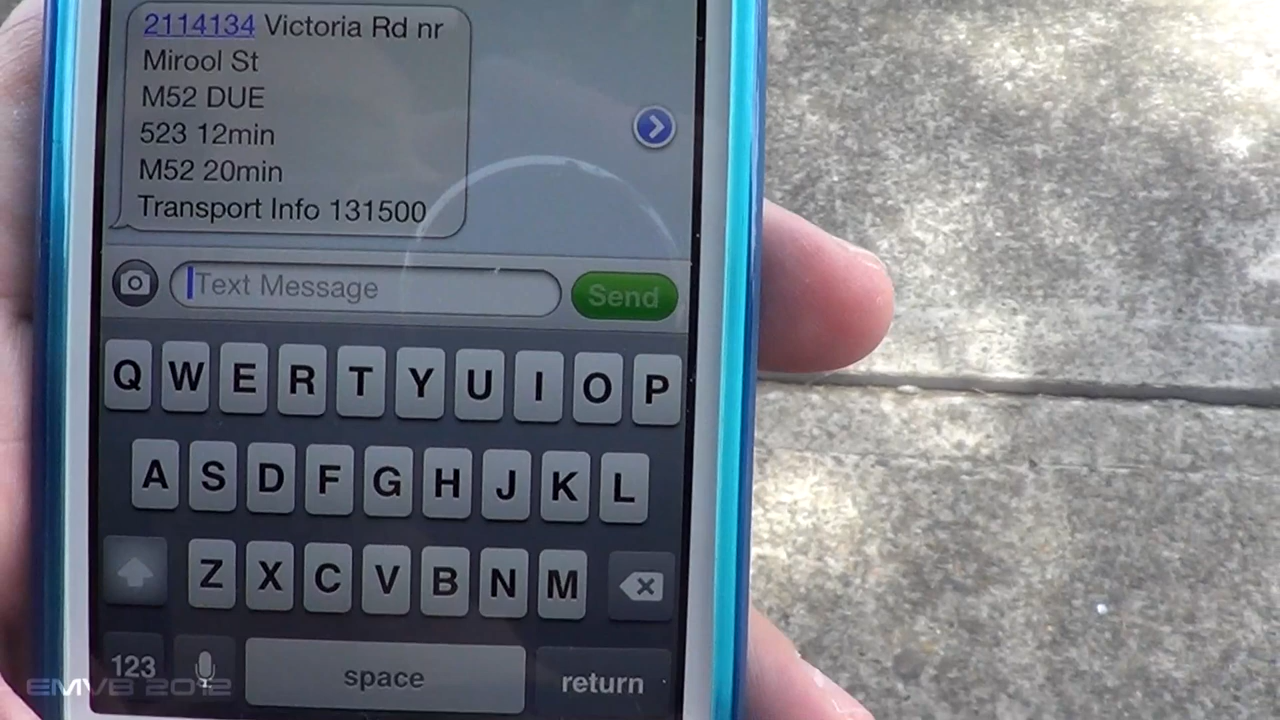 2114134 Victoria Rd nr
Mirool St
M52 DUE
523 12min
M52 20min
Transport Info 131500
Text Message
Send
Q W E R T Y U I O P
A S D F G H J K L
Z X C V B N M
123
space
return
EMVB 2012